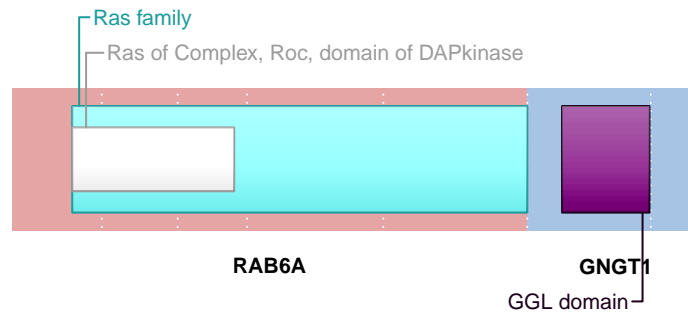 Ras family
Ras of Complex, Roc, domain of DAPkinase
RAB6A
GNGT1
GGL domain